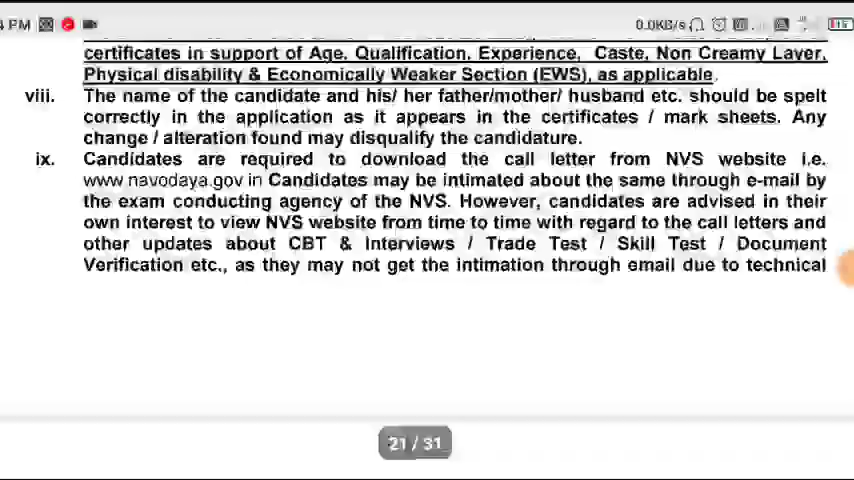 4 PM 0.0KB/s
certificates in support of Age, Qualification, Experience, Caste, Non Creamy Layer,
Physical disability & Economically Weaker Section (EWS), as applicable.
viii. The name of the candidate and his/ her father/mother/ husband etc. should be spelt
correctly in the application as it appears in the certificates / mark sheets. Any
change / alteration found may disqualify the candidature.
ix. Candidates are required to download the call letter from NVS website i.e.
www navodaya.gov in Candidates may be intimated about the same through e-mail by
the exam conducting agency of the NVS. However, candidates are advised in their
own interest to view NVS website from time to time with regard to the call letters and
other updates about CBT & Interviews / Trade Test / Skill Test / Document
Verification etc., as they may not get the intimation through email due to technical
21 / 31